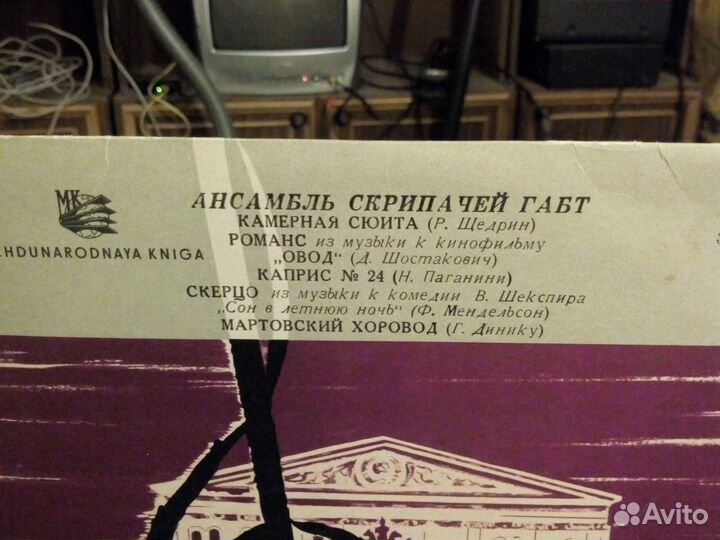 МК
АНСАМБЛЬ СКРИПАЧЕЙ ГАБТ
ZHDUNARODNAYA KNIGA
КАМЕРНАЯ СЮИТА (Р. Щедрин)
РОМАНС из музыки к кинофильму
„ОВОД“ (Д. Шостакович)
КАПРИС № 24 (Н. Паганини)
СКЕРЦО из музыки к комедии В. Шекспира
„Сон в летнюю ночь“ (Ф. Мендельсон)
МАРТОВСКИЙ ХОРОВОД (Г. Динику)
Avito